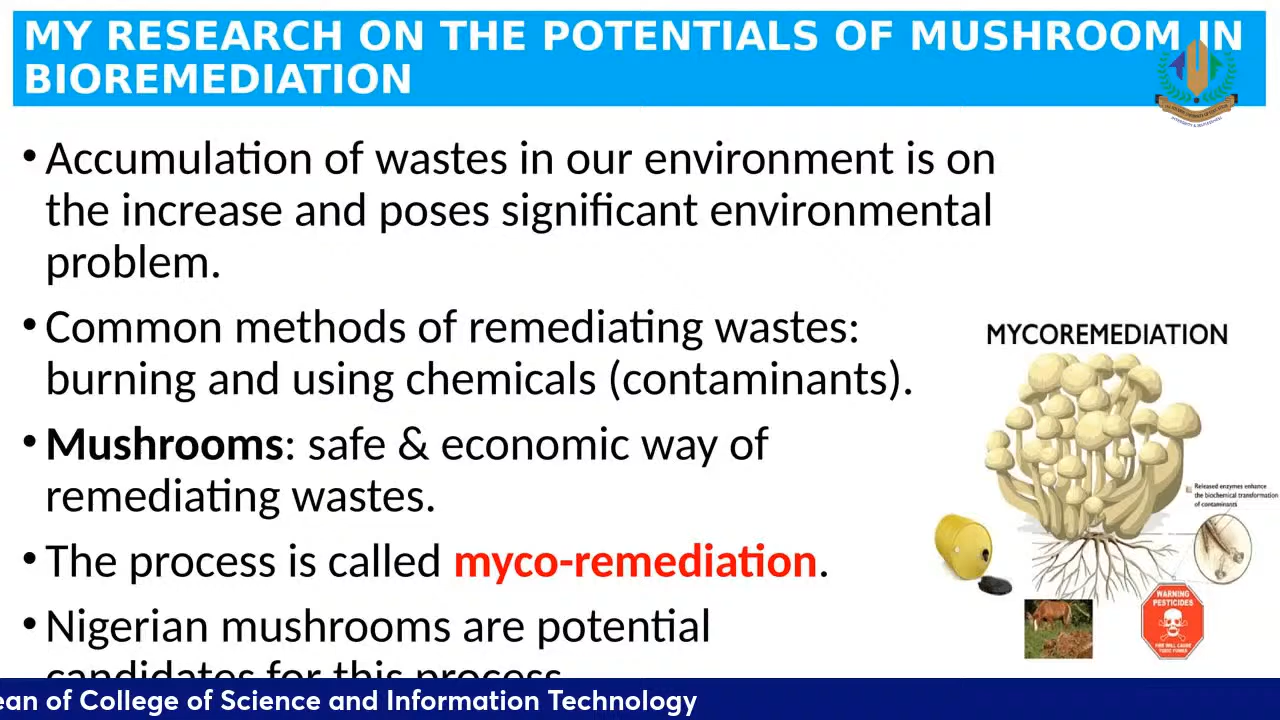 MY RESEARCH ON THE POTENTIALS OF MUSHROOM IN
BIOREMEDIATION
• Accumulation of wastes in our environment is on
the increase and poses significant environmental
problem.
• Common methods of remediating wastes:
burning and using chemicals (contaminants).
• Mushrooms: safe & economic way of
remediating wastes.
• The process is called myco-remediation.
• Nigerian mushrooms are potential
candidates for this process
MYCOREMEDIATION
Released enzymes enhance
the biochemical transformation
of contaminants
WARNING
PESTICIDES
ean of College of Science and Information Technology